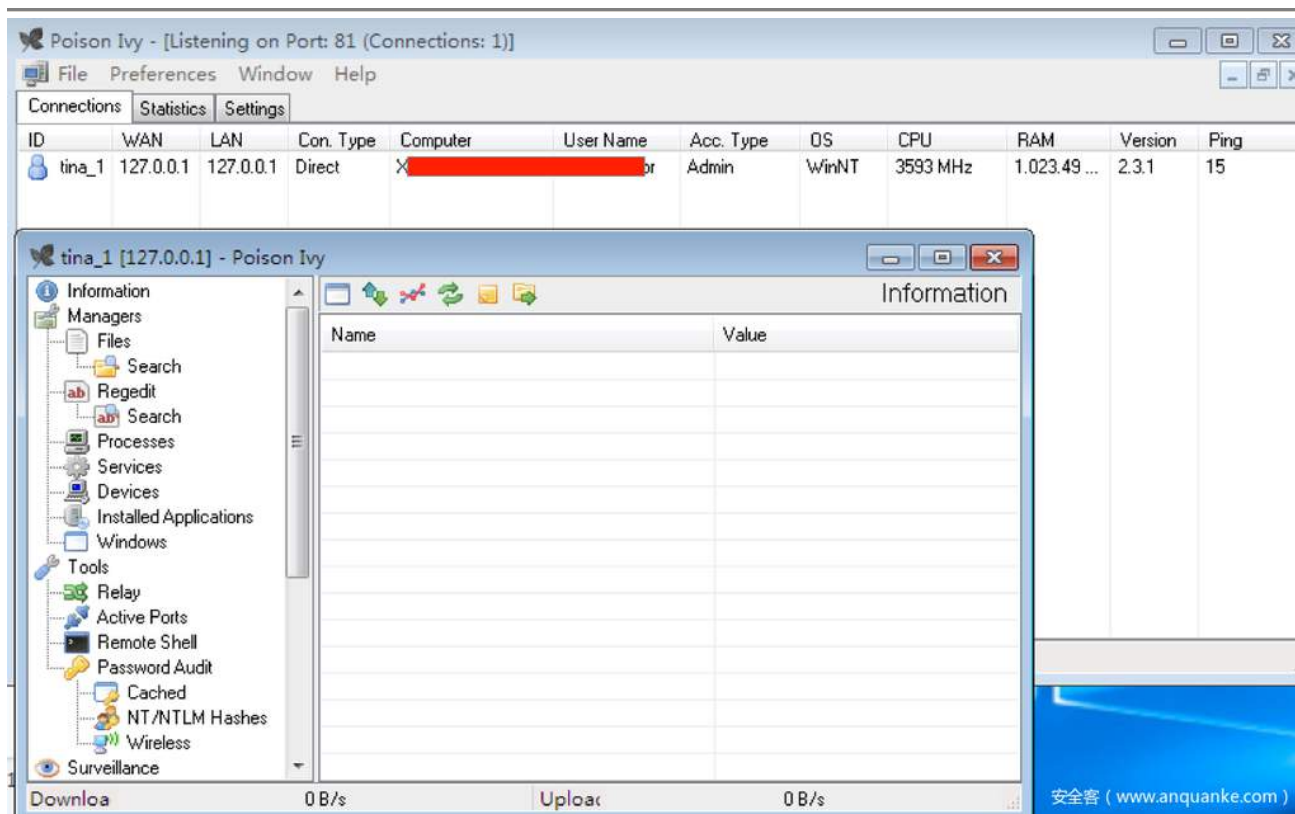 Poison Ivy - [Listening on Port: 81 (Connections: 1)]
File Preferences Window Help
Connections Statistics Settings
ID WAN LAN Con. Type Computer User Name Acc. Type OS CPU RAM Version Ping
tina_1 127.0.0.1 127.0.0.1 Direct X or Admin WinNT 3593 MHz 1.023.49 ... 2.3.1 15
tina_1 [127.0.0.1] - Poison Ivy
Information
Information
Managers
Name Value
Files
Search
ab Regedit
ab Search
Processes
Services
Devices
Installed Applications
Windows
Tools
Relay
Active Ports
Remote Shell
Password Audit
Cached
NT/NTLM Hashes
Wireless
Surveillance
Downloa 0 B/s Uploa 0 B/s
安全客 ( www.anquanke.com )